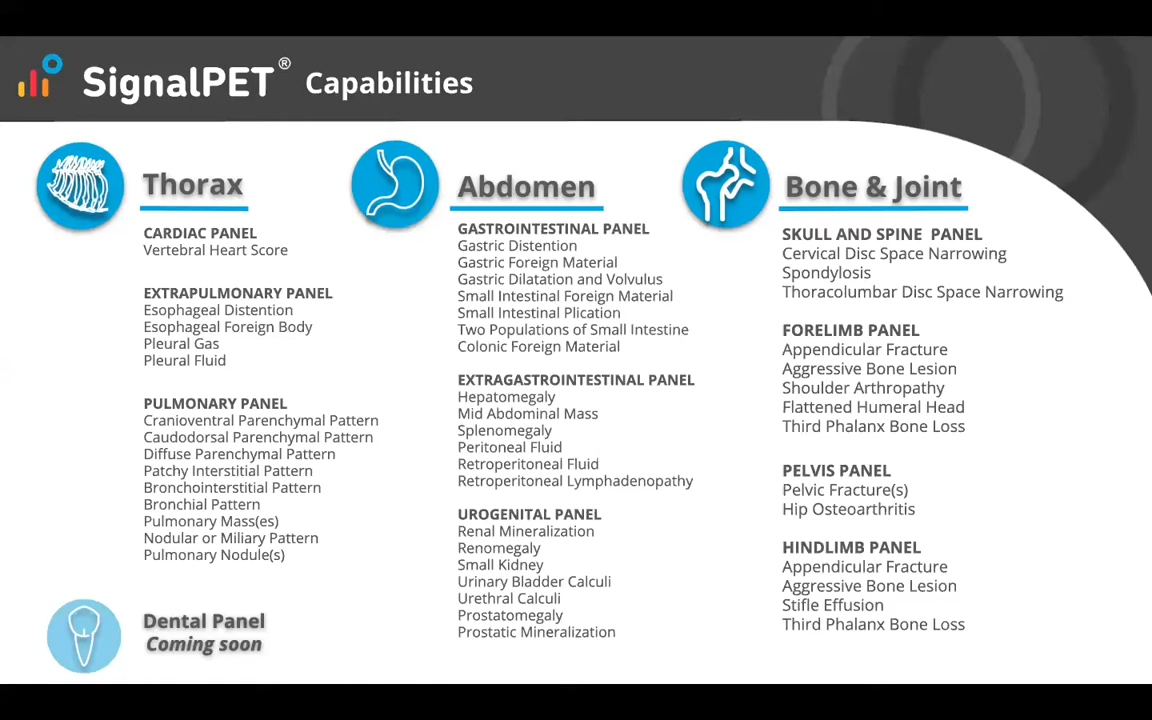 SignalPET® Capabilities
Thorax
CARDIAC PANEL
Vertebral Heart Score
EXTRAPULMONARY PANEL
Esophageal Distention
Esophageal Foreign Body
Pleural Gas
Pleural Fluid
PULMONARY PANEL
Cranioventral Parenchymal Pattern
Caudodorsal Parenchymal Pattern
Diffuse Parenchymal Pattern
Patchy Interstitial Pattern
Bronchointerstitial Pattern
Bronchial Pattern
Pulmonary Mass(es)
Nodular or Miliary Pattern
Pulmonary Nodule(s)
Dental Panel
Coming soon
Abdomen
GASTROINTESTINAL PANEL
Gastric Distention
Gastric Foreign Material
Gastric Dilatation and Volvulus
Small Intestinal Foreign Material
Small Intestinal Plication
Two Populations of Small Intestine
Colonic Foreign Material
EXTRAGASTROINTESTINAL PANEL
Hepatomegaly
Mid Abdominal Mass
Splenomegaly
Peritoneal Fluid
Retroperitoneal Fluid
Retroperitoneal Lymphadenopathy
UROGENITAL PANEL
Renal Mineralization
Renomegaly
Small Kidney
Urinary Bladder Calculi
Urethral Calculi
Prostatomegaly
Prostatic Mineralization
Bone & Joint
SKULL AND SPINE PANEL
Cervical Disc Space Narrowing
Spondylosis
Thoracolumbar Disc Space Narrowing
FORELIMB PANEL
Appendicular Fracture
Aggressive Bone Lesion
Shoulder Arthropathy
Flattened Humeral Head
Third Phalanx Bone Loss
PELVIS PANEL
Pelvic Fracture(s)
Hip Osteoarthritis
HINDLIMB PANEL
Appendicular Fracture
Aggressive Bone Lesion
Stifle Effusion
Third Phalanx Bone Loss